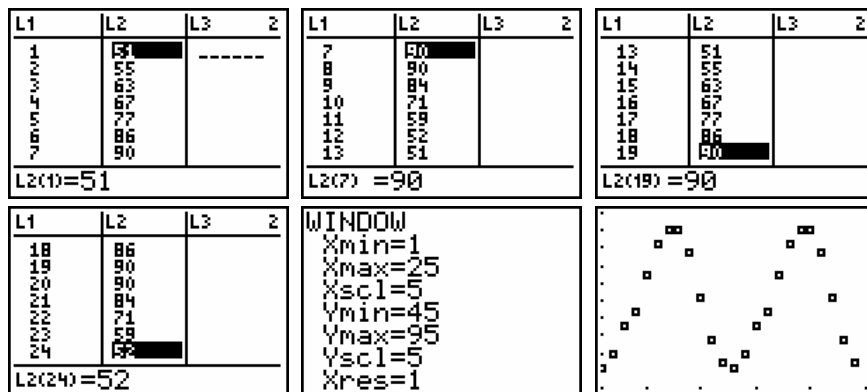 L1 L2 L3 2
1 51 ------
2 55
3 63
4 67
5 77
6 86
7 90
L2(1)=51
L1 L2 L3 2
7 90
8 90
9 84
10 71
11 59
12 52
13 51
L2(7) =90
L1 L2 L3 2
13 51
14 55
15 63
16 67
17 77
18 86
19 90
L2(19) =90
L1 L2 L3 2
18 86
19 90
20 90
21 84
22 71
23 59
24 52
L2(24)=52
WINDOW
Xmin=1
Xmax=25
Xscl=5
Ymin=45
Ymax=95
Yscl=5
Xres=1